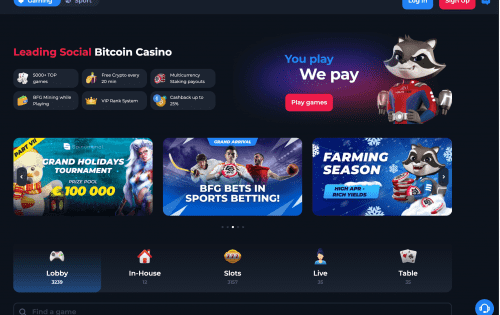 Gaming
Sport
Log In
Sign Up
Leading Social Bitcoin Casino
5000+ TOP
games
Free Crypto every
20 min
Multicurrency
Staking payouts
BFG Mining while
Playing
VIP Rank System
Cashback up to
25%
You play
We pay
Play games
PART VII
GRAND HOLIDAYS
TOURNAMENT
PRIZE POOL
€ 100 000
GRAND ARRIVAL
BFG BETS IN
SPORTS BETTING!
FARMING
SEASON
HIGH APR -
RICH YIELDS
Lobby
3239
In-House
12
Slots
Live
Table
Find a game